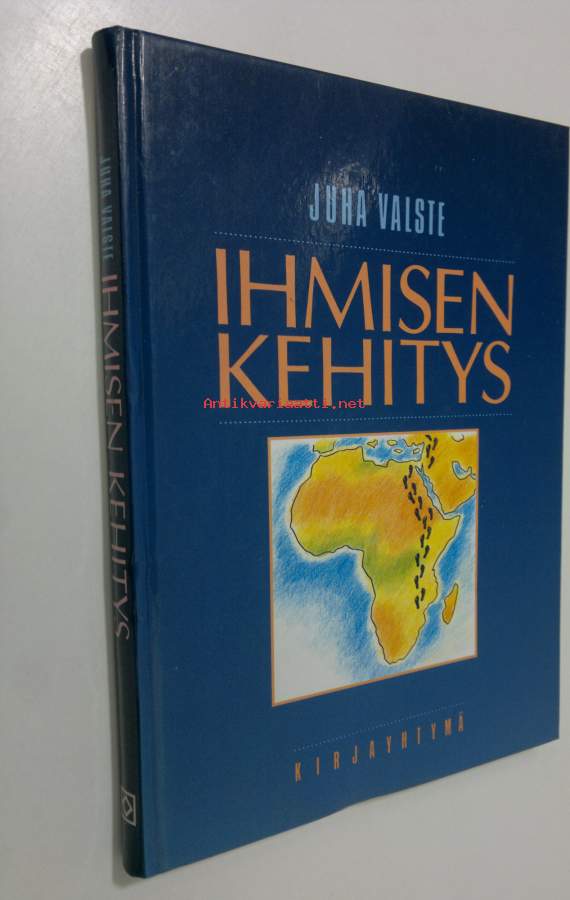 JUHA VALSTE
IHMISEN
KEHITYS
Antikvariaatti.net
KIRJAYHTYMÄ
JUHA VALSTE IHMISEN KEHITYS